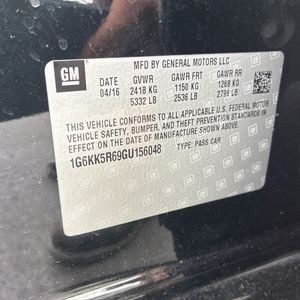 GM
MFD BY GENERAL MOTORS LLC
DATE GVWR GAWR FRT GAWR RR
04/16 2418 KG 1150 KG 1268 KG
5332 LB 2536 LB 2796 LB
THIS VEHICLE CONFORMS TO ALL APPLICABLE U.S. FEDERAL MOTOR
VEHICLE SAFETY, BUMPER, AND THEFT PREVENTION STANDARDS IN EFFECT
ON THE DATE OF MANUFACTURE SHOWN ABOVE.
1G6KK5R69GU156048 TYPE: PASS CAR